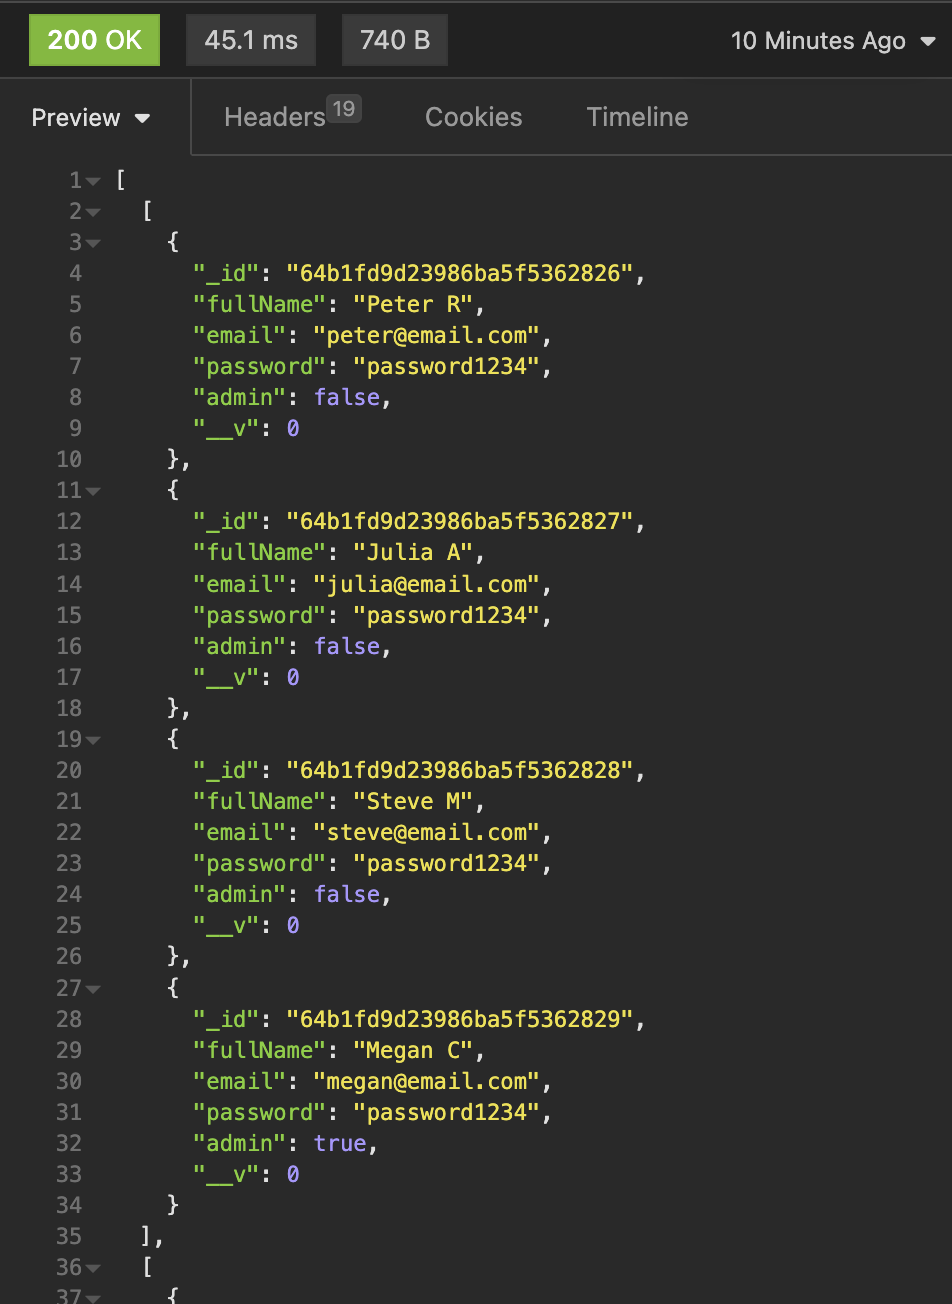 200 OK 45.1 ms 740 B 10 Minutes Ago
Preview Headers 19 Cookies Timeline
1 [
2 [
3 {
4 "_id": "64b1fd9d23986ba5f5362826",
5 "fullName": "Peter R",
6 "email": "peter@email.com",
7 "password": "password1234",
8 "admin": false,
9 "__v": 0
10 },
11 {
12 "_id": "64b1fd9d23986ba5f5362827",
13 "fullName": "Julia A",
14 "email": "julia@email.com",
15 "password": "password1234",
16 "admin": false,
17 "__v": 0
18 },
19 {
20 "_id": "64b1fd9d23986ba5f5362828",
21 "fullName": "Steve M",
22 "email": "steve@email.com",
23 "password": "password1234",
24 "admin": false,
25 "__v": 0
26 },
27 {
28 "_id": "64b1fd9d23986ba5f5362829",
29 "fullName": "Megan C",
30 "email": "megan@email.com",
31 "password": "password1234",
32 "admin": true,
33 "__v": 0
34 }
35 ],
36 [
37 {